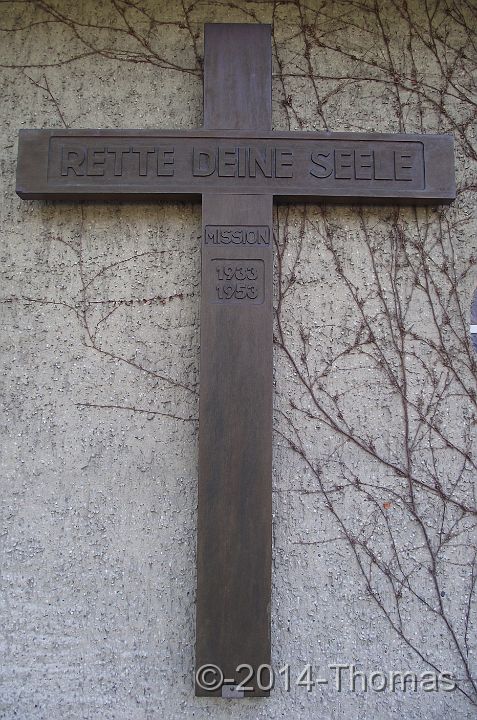 RETTE DEINE SEELE
MISSION
1933
1953
©-2014-Thomas